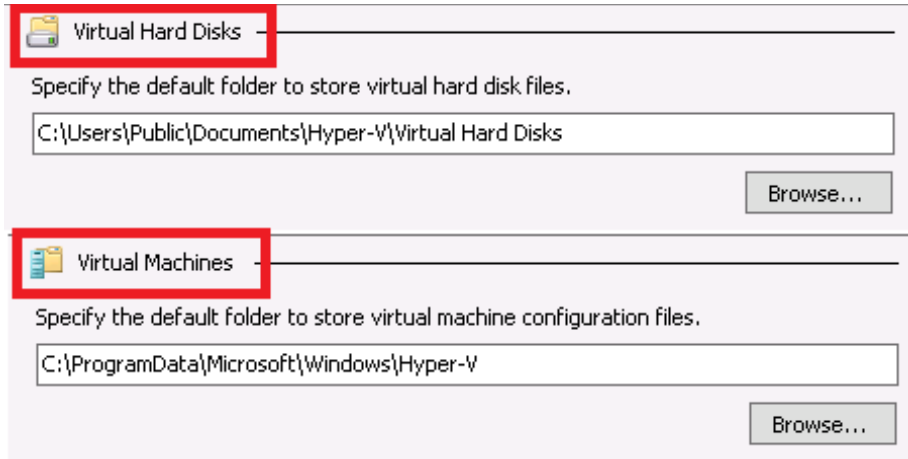 Virtual Hard Disks
Specify the default folder to store virtual hard disk files.
C:\Users\Public\Documents\Hyper-V\Virtual Hard Disks
Browse...
Virtual Machines
Specify the default folder to store virtual machine configuration files.
C:\ProgramData\Microsoft\Windows\Hyper-V
Browse...